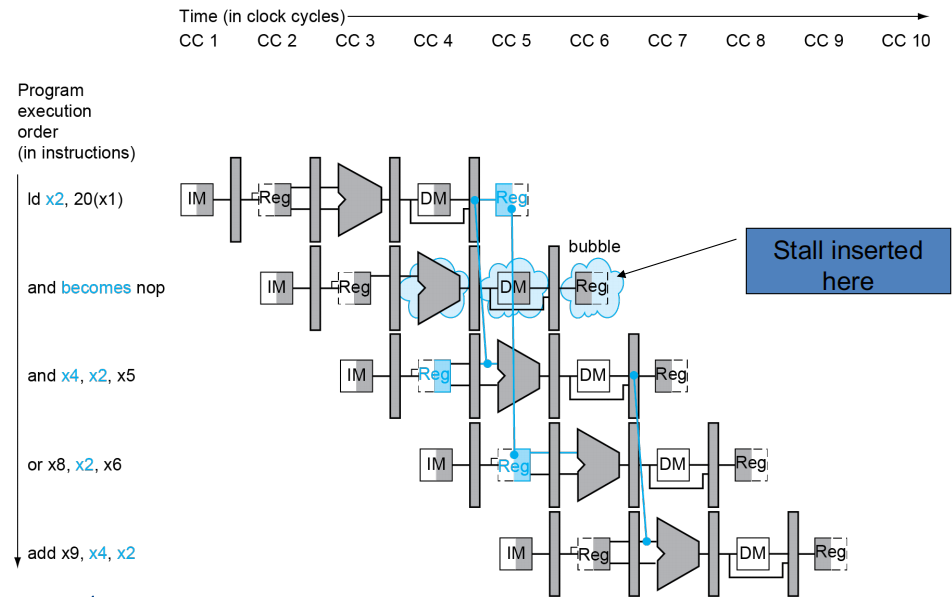 Time (in clock cycles)
CC 1 CC 2 CC 3 CC 4 CC 5 CC 6 CC 7 CC 8 CC 9 CC 10
Program
execution
order
(in instructions)
ld x2, 20(x1)
IM Reg DM Reg
bubble
Stall inserted
here
and becomes nop
IM Reg DM Reg
and x4, x2, x5
IM Reg DM Reg
or x8, x2, x6
IM Reg DM Reg
add x9, x4, x2
IM Reg DM Reg